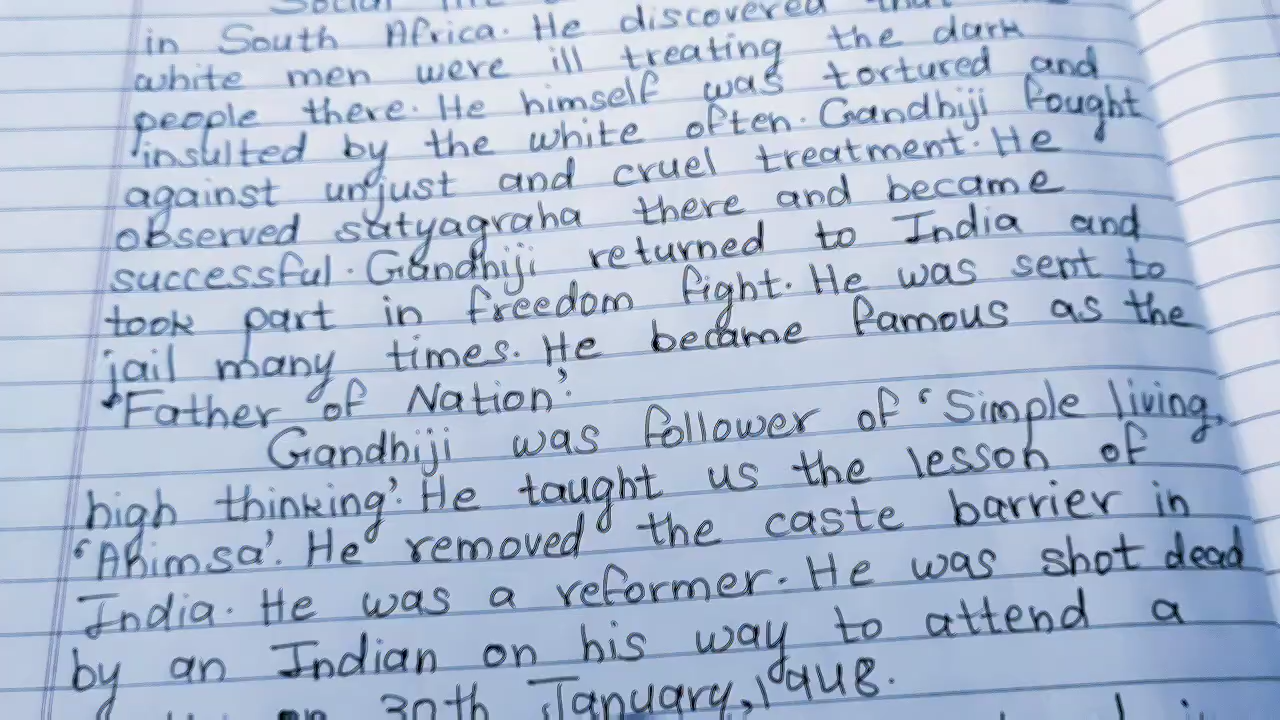 Social
in South Africa. He discovered that
white men were ill treating the dark
people there. He himself was tortured and
insulted by the white often. Gandhiji fought
against unjust and cruel treatment. He
observed satyagraha there and became
successful. Gandhiji returned to India and
took part in freedom fight. He was sent to
jail many times. He became famous as the
'Father of Nation'.
Gandhiji was follower of 'Simple living,
high thinking'. He taught us the lesson of
'Ahimsa'. He removed the caste barrier in
India. He was a reformer. He was shot dead
by an Indian on his way to attend a
on 30th January, 1948.